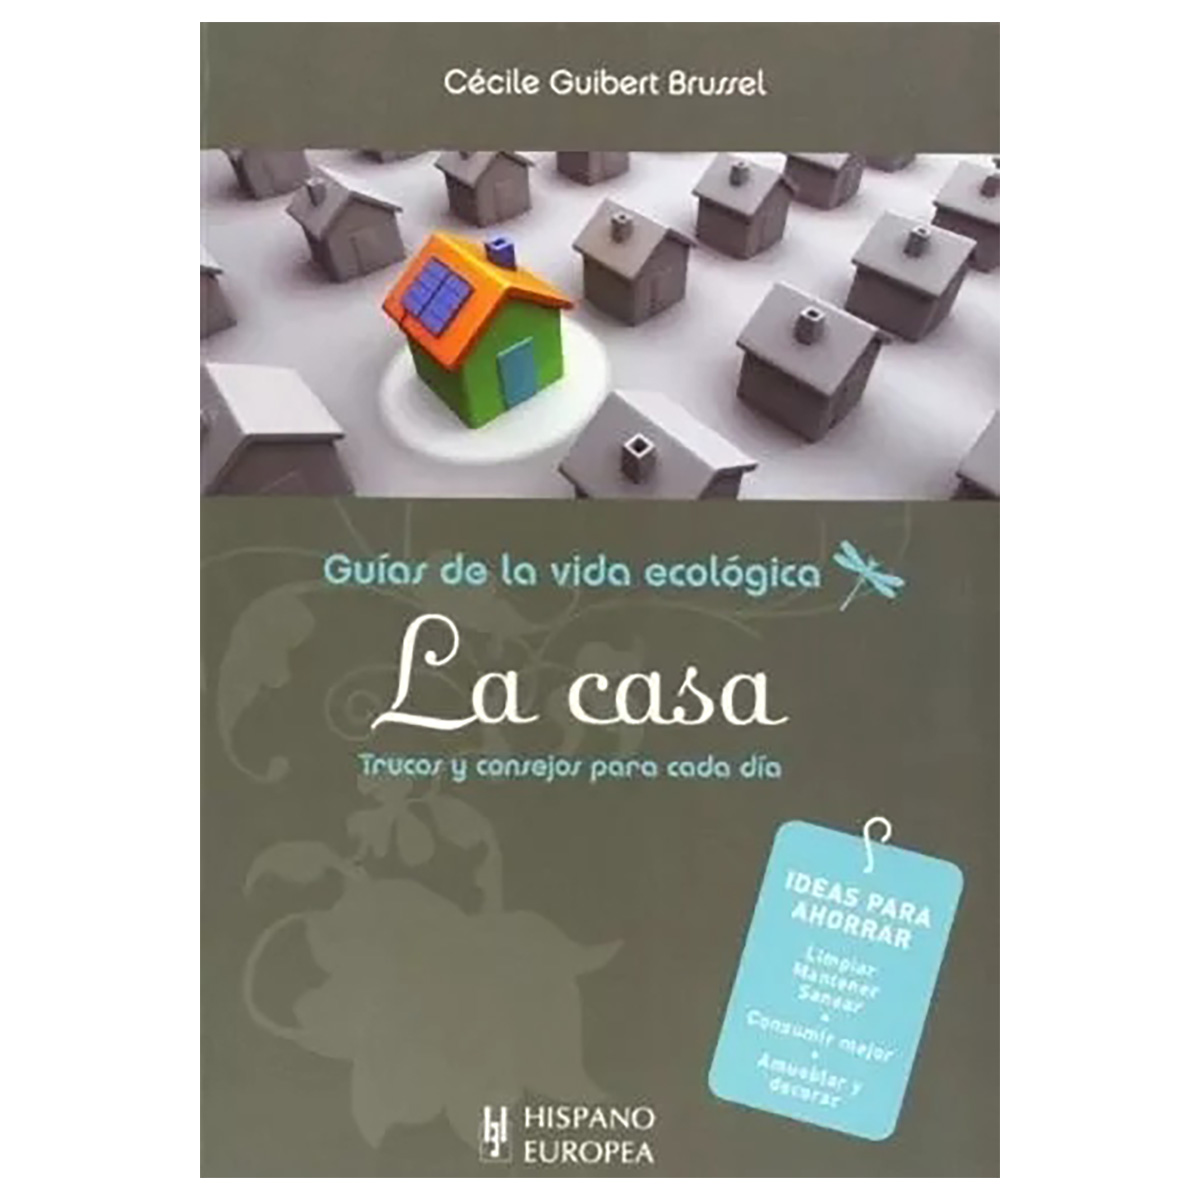 Cécile Guibert Brussel
Guías de la vida ecológica
La casa
Trucos y consejos para cada día
IDEAS PARA
AHORRAR
Limpiar
Mantener
Sanear
Consumir mejor
Amueblar y
decorar
HISPANO
EUROPEA